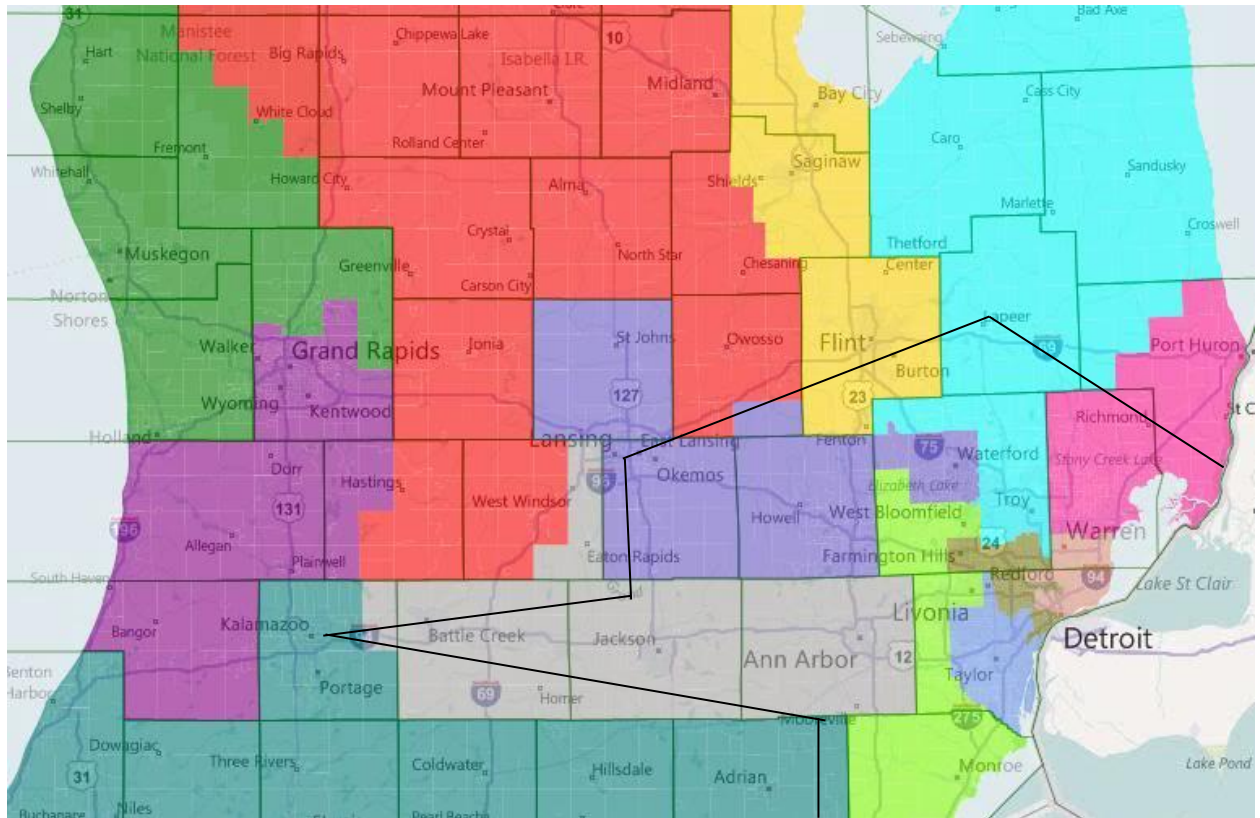 31
Manistee
National Forest
Hart
Big Rapids
Chippewa Lake
Isabella I.R.
10
Clare
Bad Axe
Sebewaing
Mount Pleasant
Midland
Bay City
Cass City
Shelby
White Cloud
Rolland Center
Fremont
Caro
Whitehall
Howard City
Alma
Shields
Saginaw
Sandusky
Marlette
Croswell
Muskegon
Crystal
North Star
Thetford
Center
Greenville
Carson City
Chesaning
Norton
Shores
Lapeer
Walker
Grand Rapids
Ionia
St Johns
Owosso
Flint
69
Port Huron
Burton
Wyoming
Kentwood
127
23
Richmond
St C
Holland
Lansing
East Lansing
Fenton
75
Waterford
Stony Creek Lake
Dorr
Hastings
96
Okemos
Elizabeth Lake
131
West Windsor
Howell
West Bloomfield
Troy
196
Allegan
Plainwell
Eaton Rapids
Farmington Hills
24
Warren
South Haven
Redford
94
Lake St Clair
Bangor
Kalamazoo
Battle Creek
Jackson
Livonia
Detroit
Ann Arbor
12
Benton
Harbor
Portage
69
Homer
Taylor
Mooreville
275
Dowagiac
Three Rivers
Coldwater
Hillsdale
Adrian
Monroe
Lake Pond
31
Buchanan
Niles
Pearl Beach